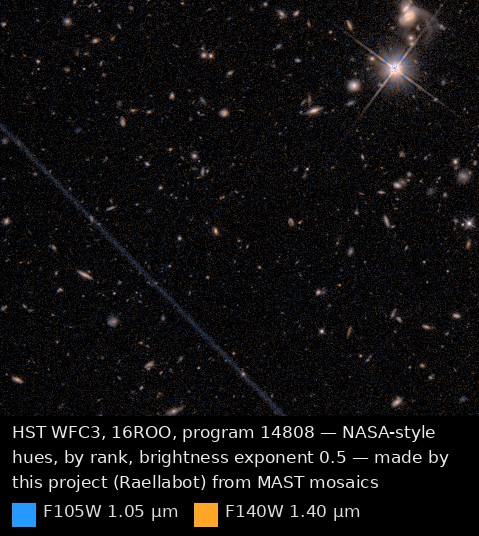 HST WFC3, 16ROO, program 14808 — NASA-style
hues, by rank, brightness exponent 0.5 — made by
this project (Raellabot) from MAST mosaics
F105W 1.05 µm F140W 1.40 µm